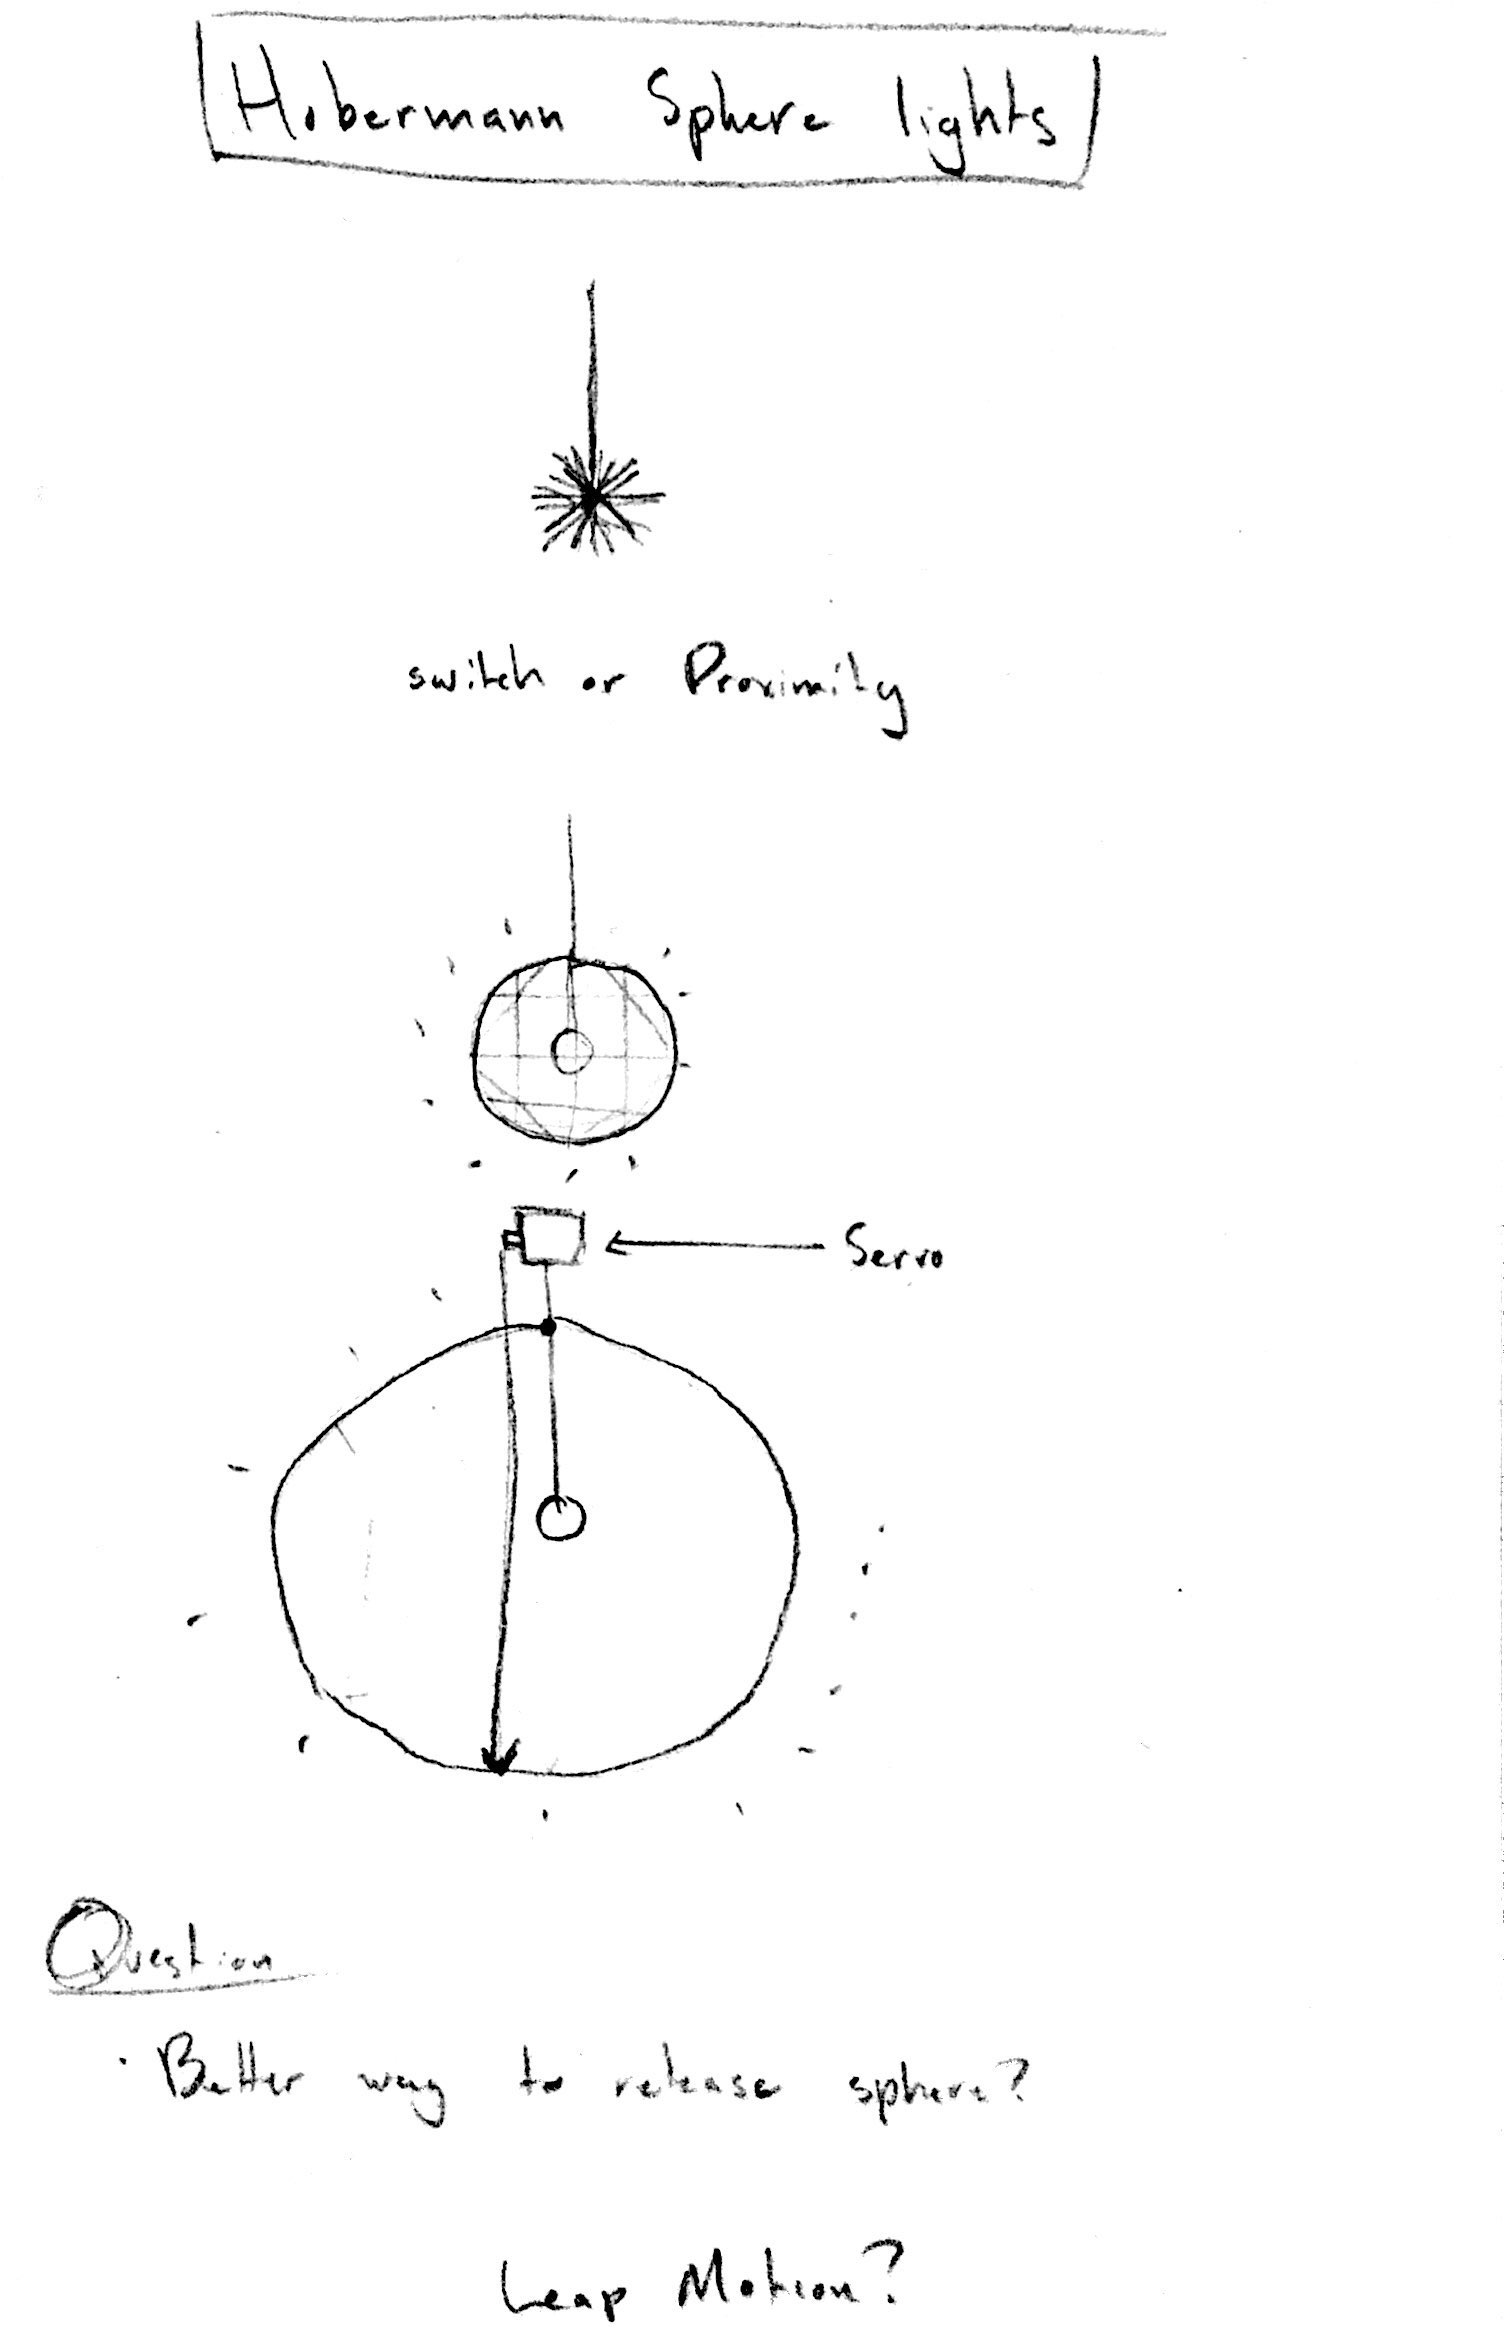 Hobermann Sphere lights
switch or Proximity
Servo
Question
· Better way to release sphere?
Leap Motion?